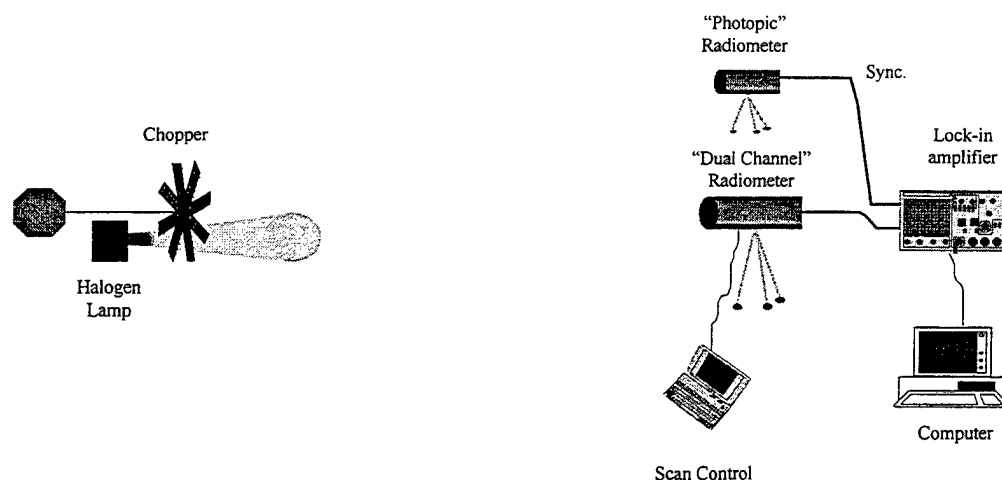 “Photopic”
Radiometer
Sync.
Chopper
Lock-in
amplifier
“Dual Channel”
Radiometer
Halogen
Lamp
Computer
Scan Control